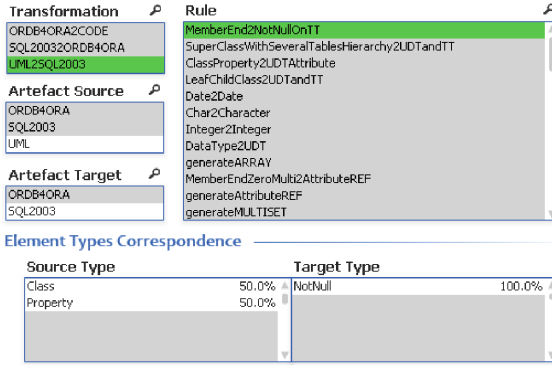 Transformation
ORDB4ORA2CODE
SQL20032ORDB4ORA
UML2SQL2003
Artefact Source
ORDB4ORA
SQL2003
UML
Artefact Target
ORDB4ORA
SQL2003
Rule
MemberEnd2NotNullOnTT
SuperClassWithSeveralTablesHierarchy2UDTandTT
ClassProperty2UDTAttribute
LeafChildClass2UDTandTT
Date2Date
Char2Character
Integer2Integer
DataType2UDT
generateARRAY
MemberEndZeroMulti2AttributeREF
generateAttributeREF
generateMULTISET
Element Types Correspondence
Source Type
Class 50.0%
Property 50.0%
Target Type
NotNull 100.0%